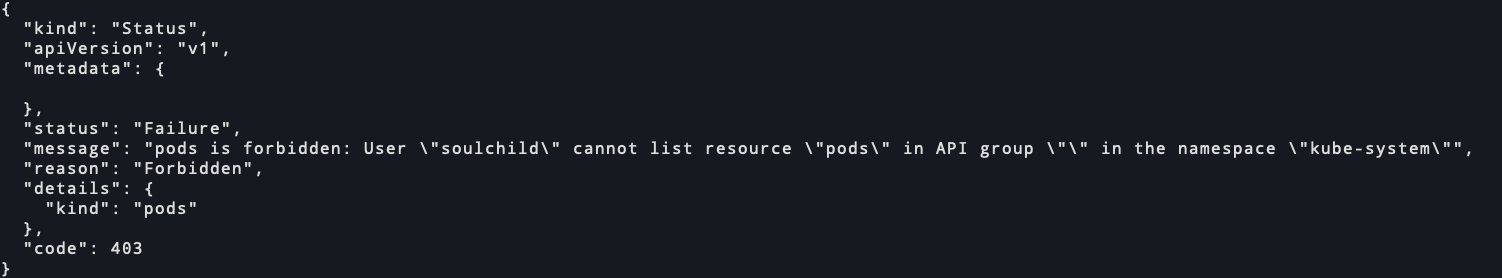 {
  "kind": "Status",
  "apiVersion": "v1",
  "metadata": {

  },
  "status": "Failure",
  "message": "pods is forbidden: User \"soulchild\" cannot list resource \"pods\" in API group \"\" in the namespace \"kube-system\"",
  "reason": "Forbidden",
  "details": {
    "kind": "pods"
  },
  "code": 403
}